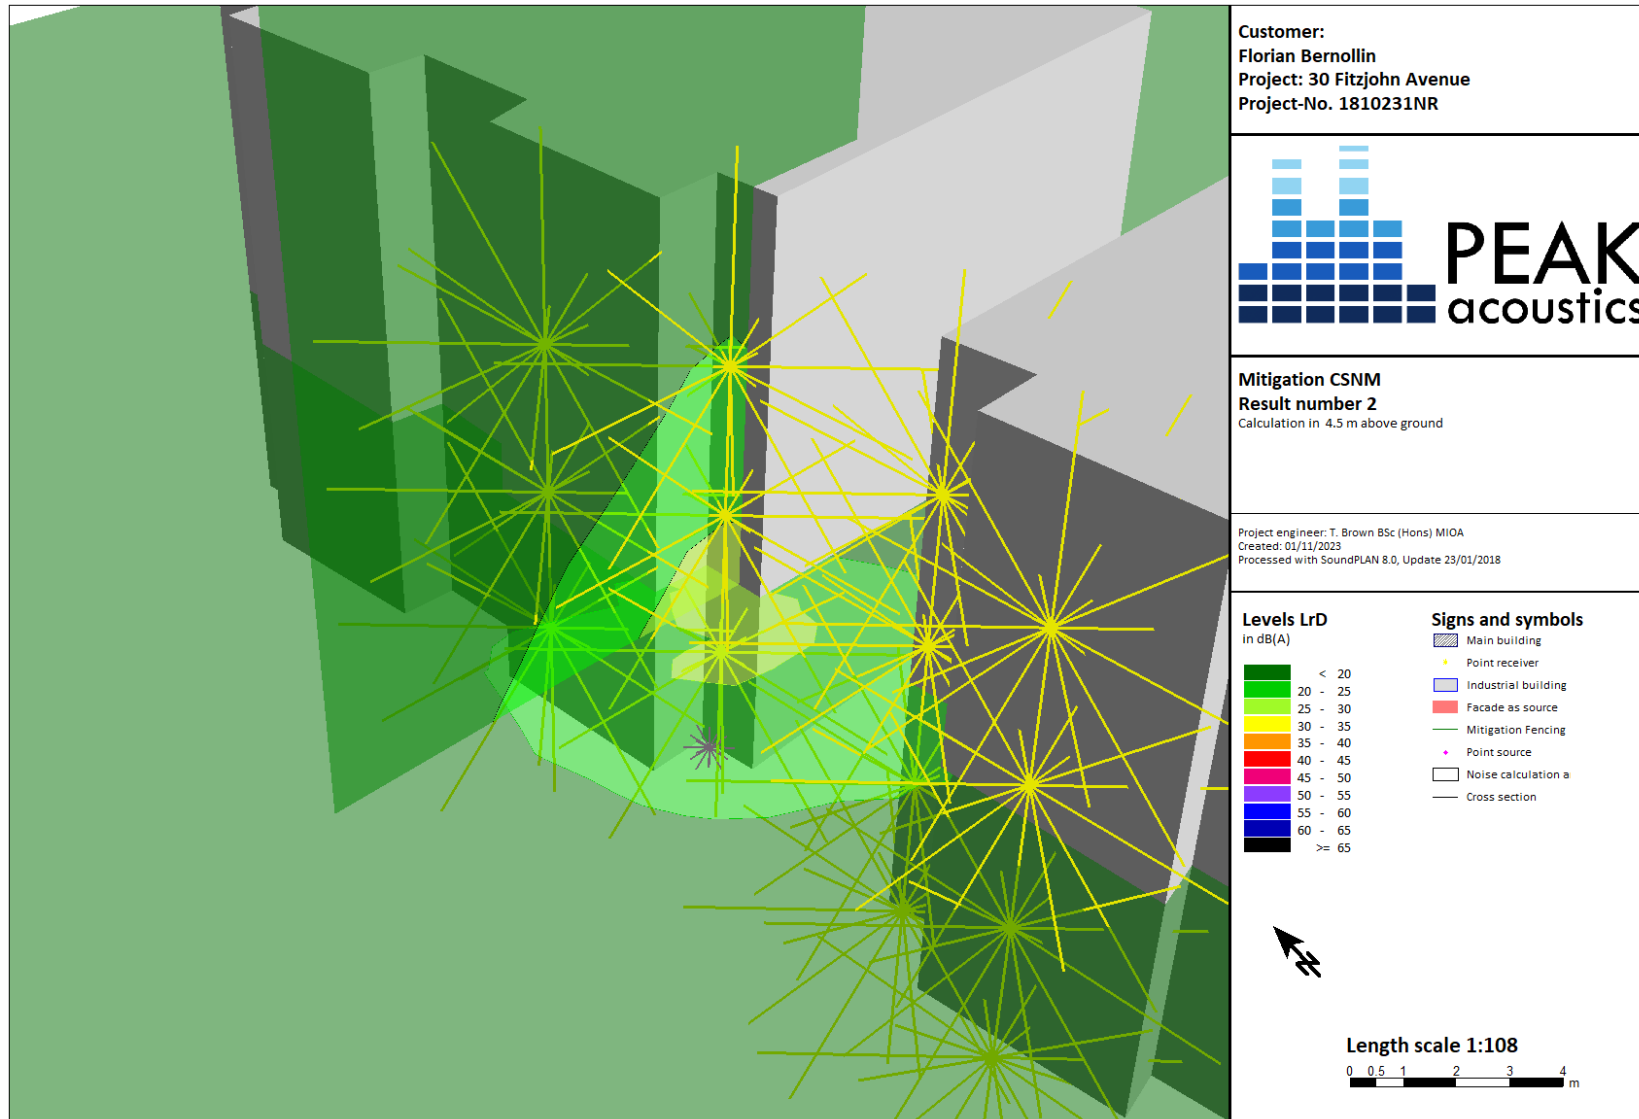 Customer:
Florian Bernollin
Project: 30 Fitzjohn Avenue
Project-No. 1810231NR
PEAK
acoustics
Mitigation CSNM
Result number 2
Calculation in 4.5 m above ground
Project engineer: T. Brown BSc (Hons) MIOA
Created: 01/11/2023
Processed with SoundPLAN 8.0, Update 23/01/2018
Levels LrD
in dB(A)
< 20
20 - 25
25 - 30
30 - 35
35 - 40
40 - 45
45 - 50
50 - 55
55 - 60
60 - 65
>= 65
Signs and symbols
Main building
Point receiver
Industrial building
Facade as source
Mitigation Fencing
Point source
Noise calculation a
Cross section
N
Length scale 1:108
0 0.5 1 2 3 4
m